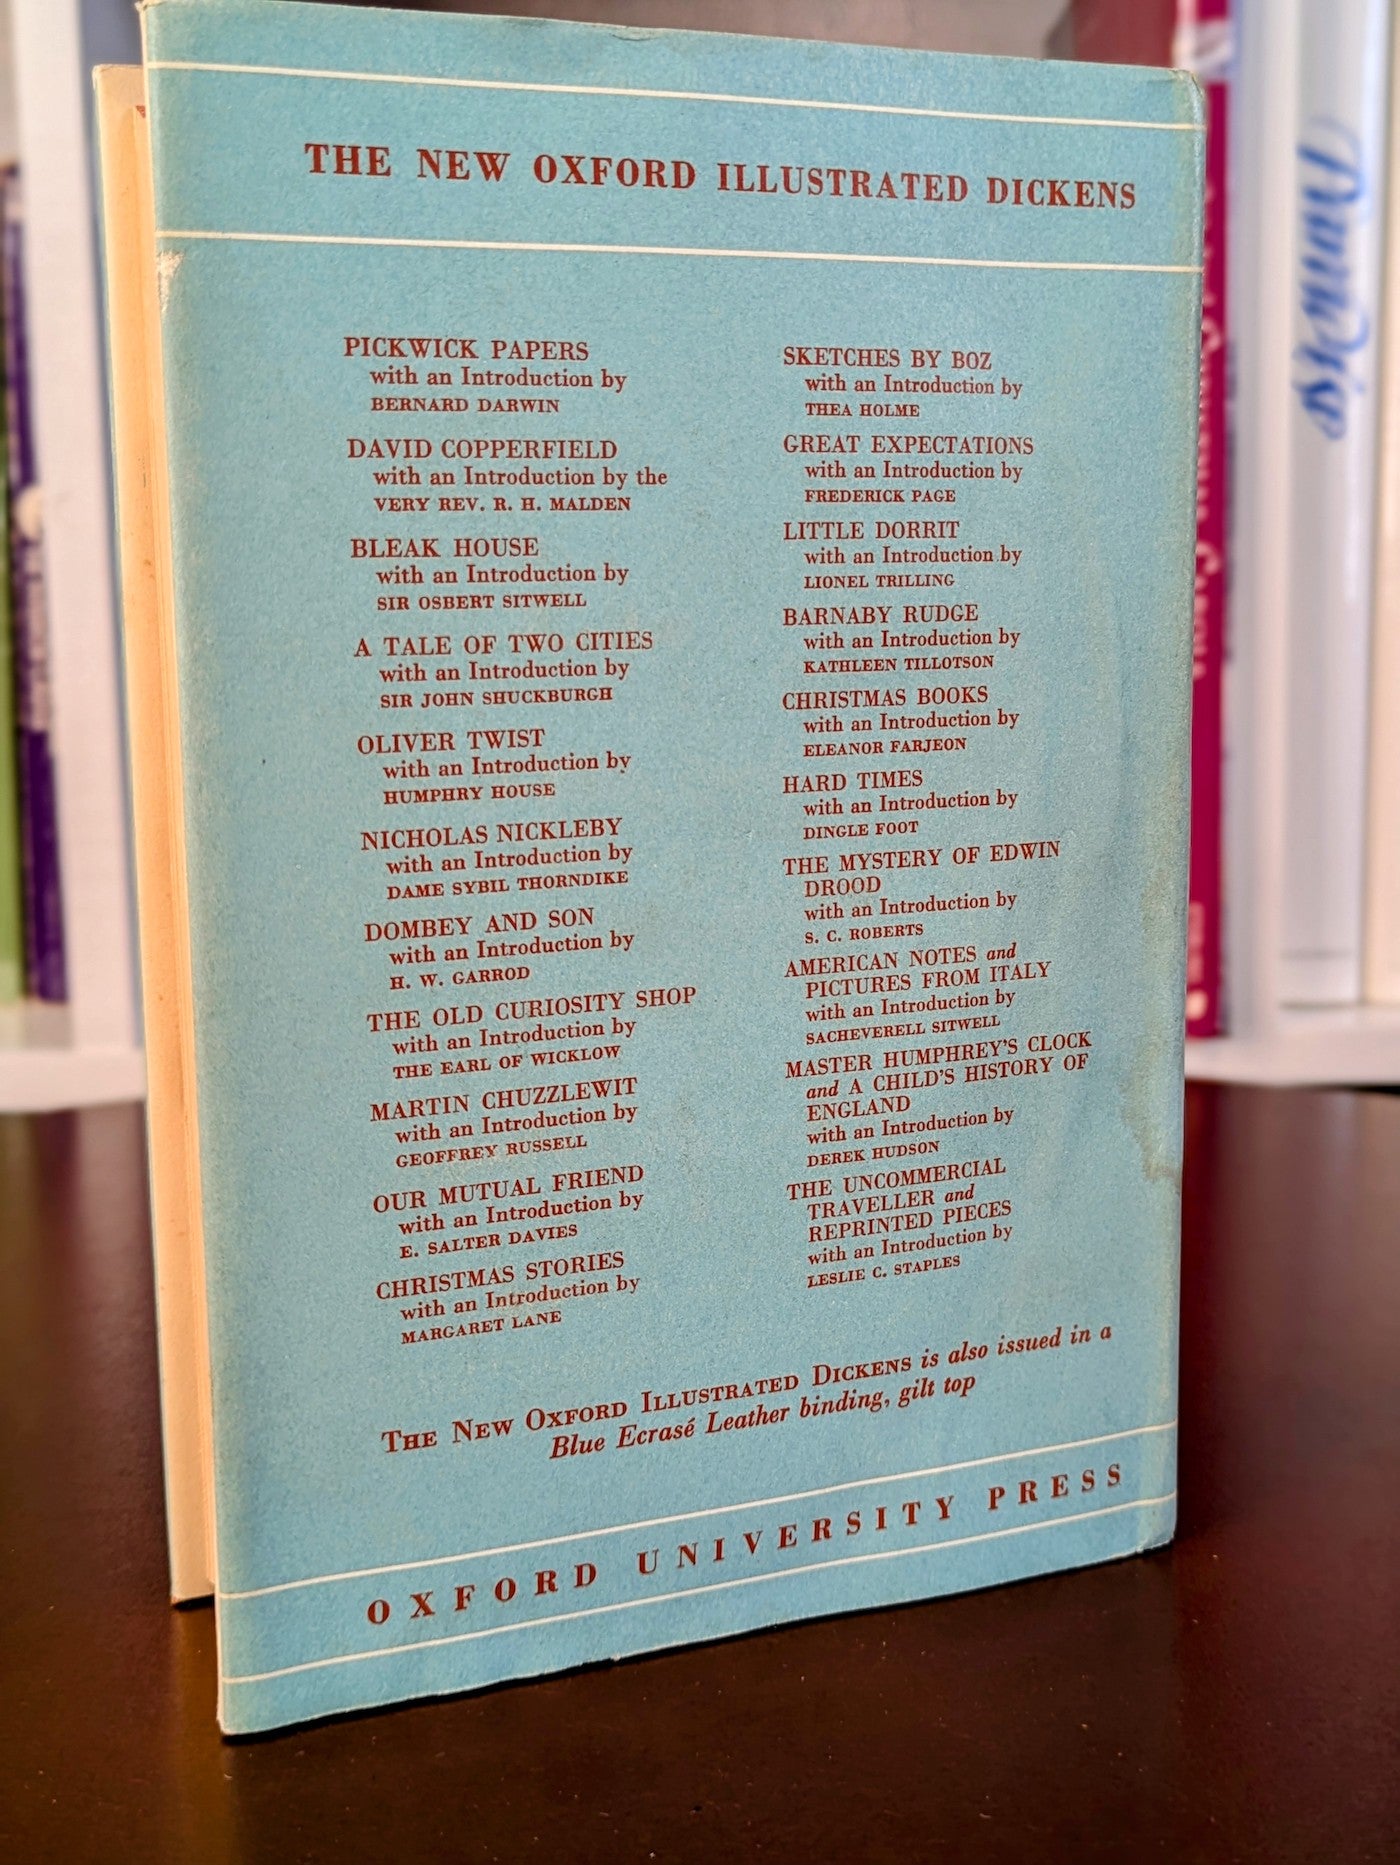 THE NEW OXFORD ILLUSTRATED DICKENS
PICKWICK PAPERS
with an Introduction by
BERNARD DARWIN
DAVID COPPERFIELD
with an Introduction by the
VERY REV. R. H. MALDEN
BLEAK HOUSE
with an Introduction by
SIR OSBERT SITWELL
A TALE OF TWO CITIES
with an Introduction by
SIR JOHN SHUCKBURGH
OLIVER TWIST
with an Introduction by
HUMPHRY HOUSE
NICHOLAS NICKLEBY
with an Introduction by
DAME SYBIL THORNDIKE
DOMBEY AND SON
with an Introduction by
H. W. GARROD
THE OLD CURIOSITY SHOP
with an Introduction by
THE EARL OF WICKLOW
MARTIN CHUZZLEWIT
with an Introduction by
GEOFFREY RUSSELL
OUR MUTUAL FRIEND
with an Introduction by
E. SALTER DAVIES
CHRISTMAS STORIES
with an Introduction by
MARGARET LANE
SKETCHES BY BOZ
with an Introduction by
THEA HOLME
GREAT EXPECTATIONS
with an Introduction by
FREDERICK PAGE
LITTLE DORRIT
with an Introduction by
LIONEL TRILLING
BARNABY RUDGE
with an Introduction by
KATHLEEN TILLOTSON
CHRISTMAS BOOKS
with an Introduction by
ELEANOR FARJEON
HARD TIMES
with an Introduction by
DINGLE FOOT
THE MYSTERY OF EDWIN
DROOD
with an Introduction by
S. C. ROBERTS
AMERICAN NOTES and
PICTURES FROM ITALY
with an Introduction by
SACHEVERELL SITWELL
MASTER HUMPHREY'S CLOCK
and A CHILD'S HISTORY OF
ENGLAND
with an Introduction by
DEREK HUDSON
THE UNCOMMERCIAL
TRAVELLER and
REPRINTED PIECES
with an Introduction by
LESLIE C. STAPLES
THE NEW OXFORD ILLUSTRATED DICKENS is also issued in a
Blue Ecrasé Leather binding, gilt top
OXFORD UNIVERSITY PRESS